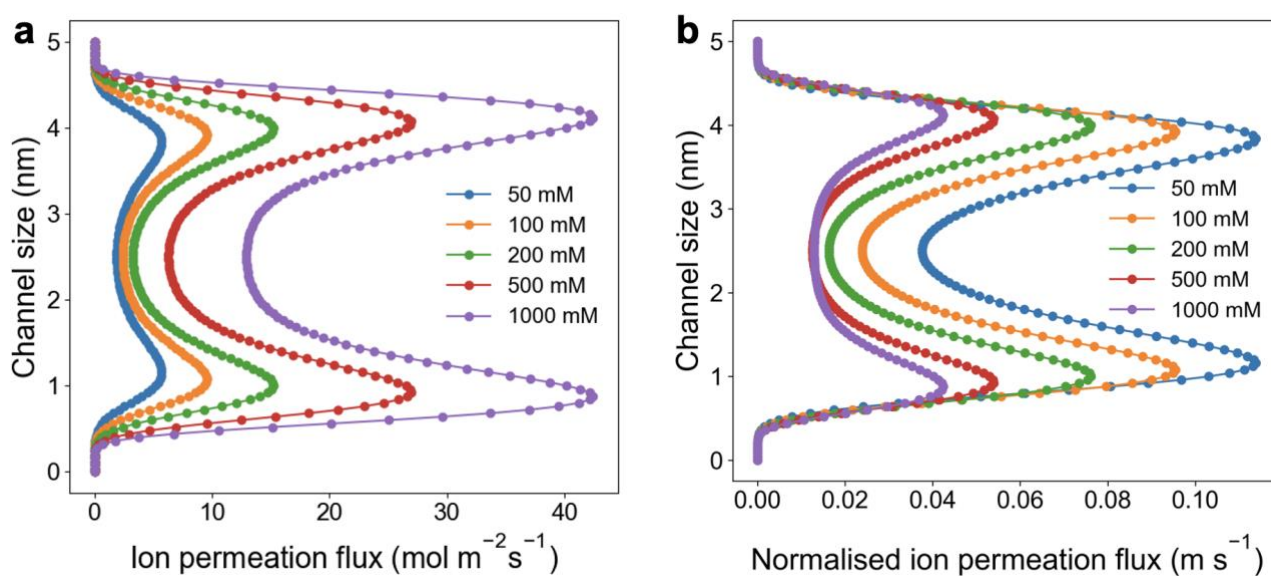 a
5
4
3
2
1
0
Channel size (nm)
50 mM
100 mM
200 mM
500 mM
1000 mM
0 10 20 30 40
Ion permeation flux (mol m⁻²s⁻¹)
b
5
4
3
2
1
0
Channel size (nm)
50 mM
100 mM
200 mM
500 mM
1000 mM
0.00 0.02 0.04 0.06 0.08 0.10
Normalised ion permeation flux (m s⁻¹)